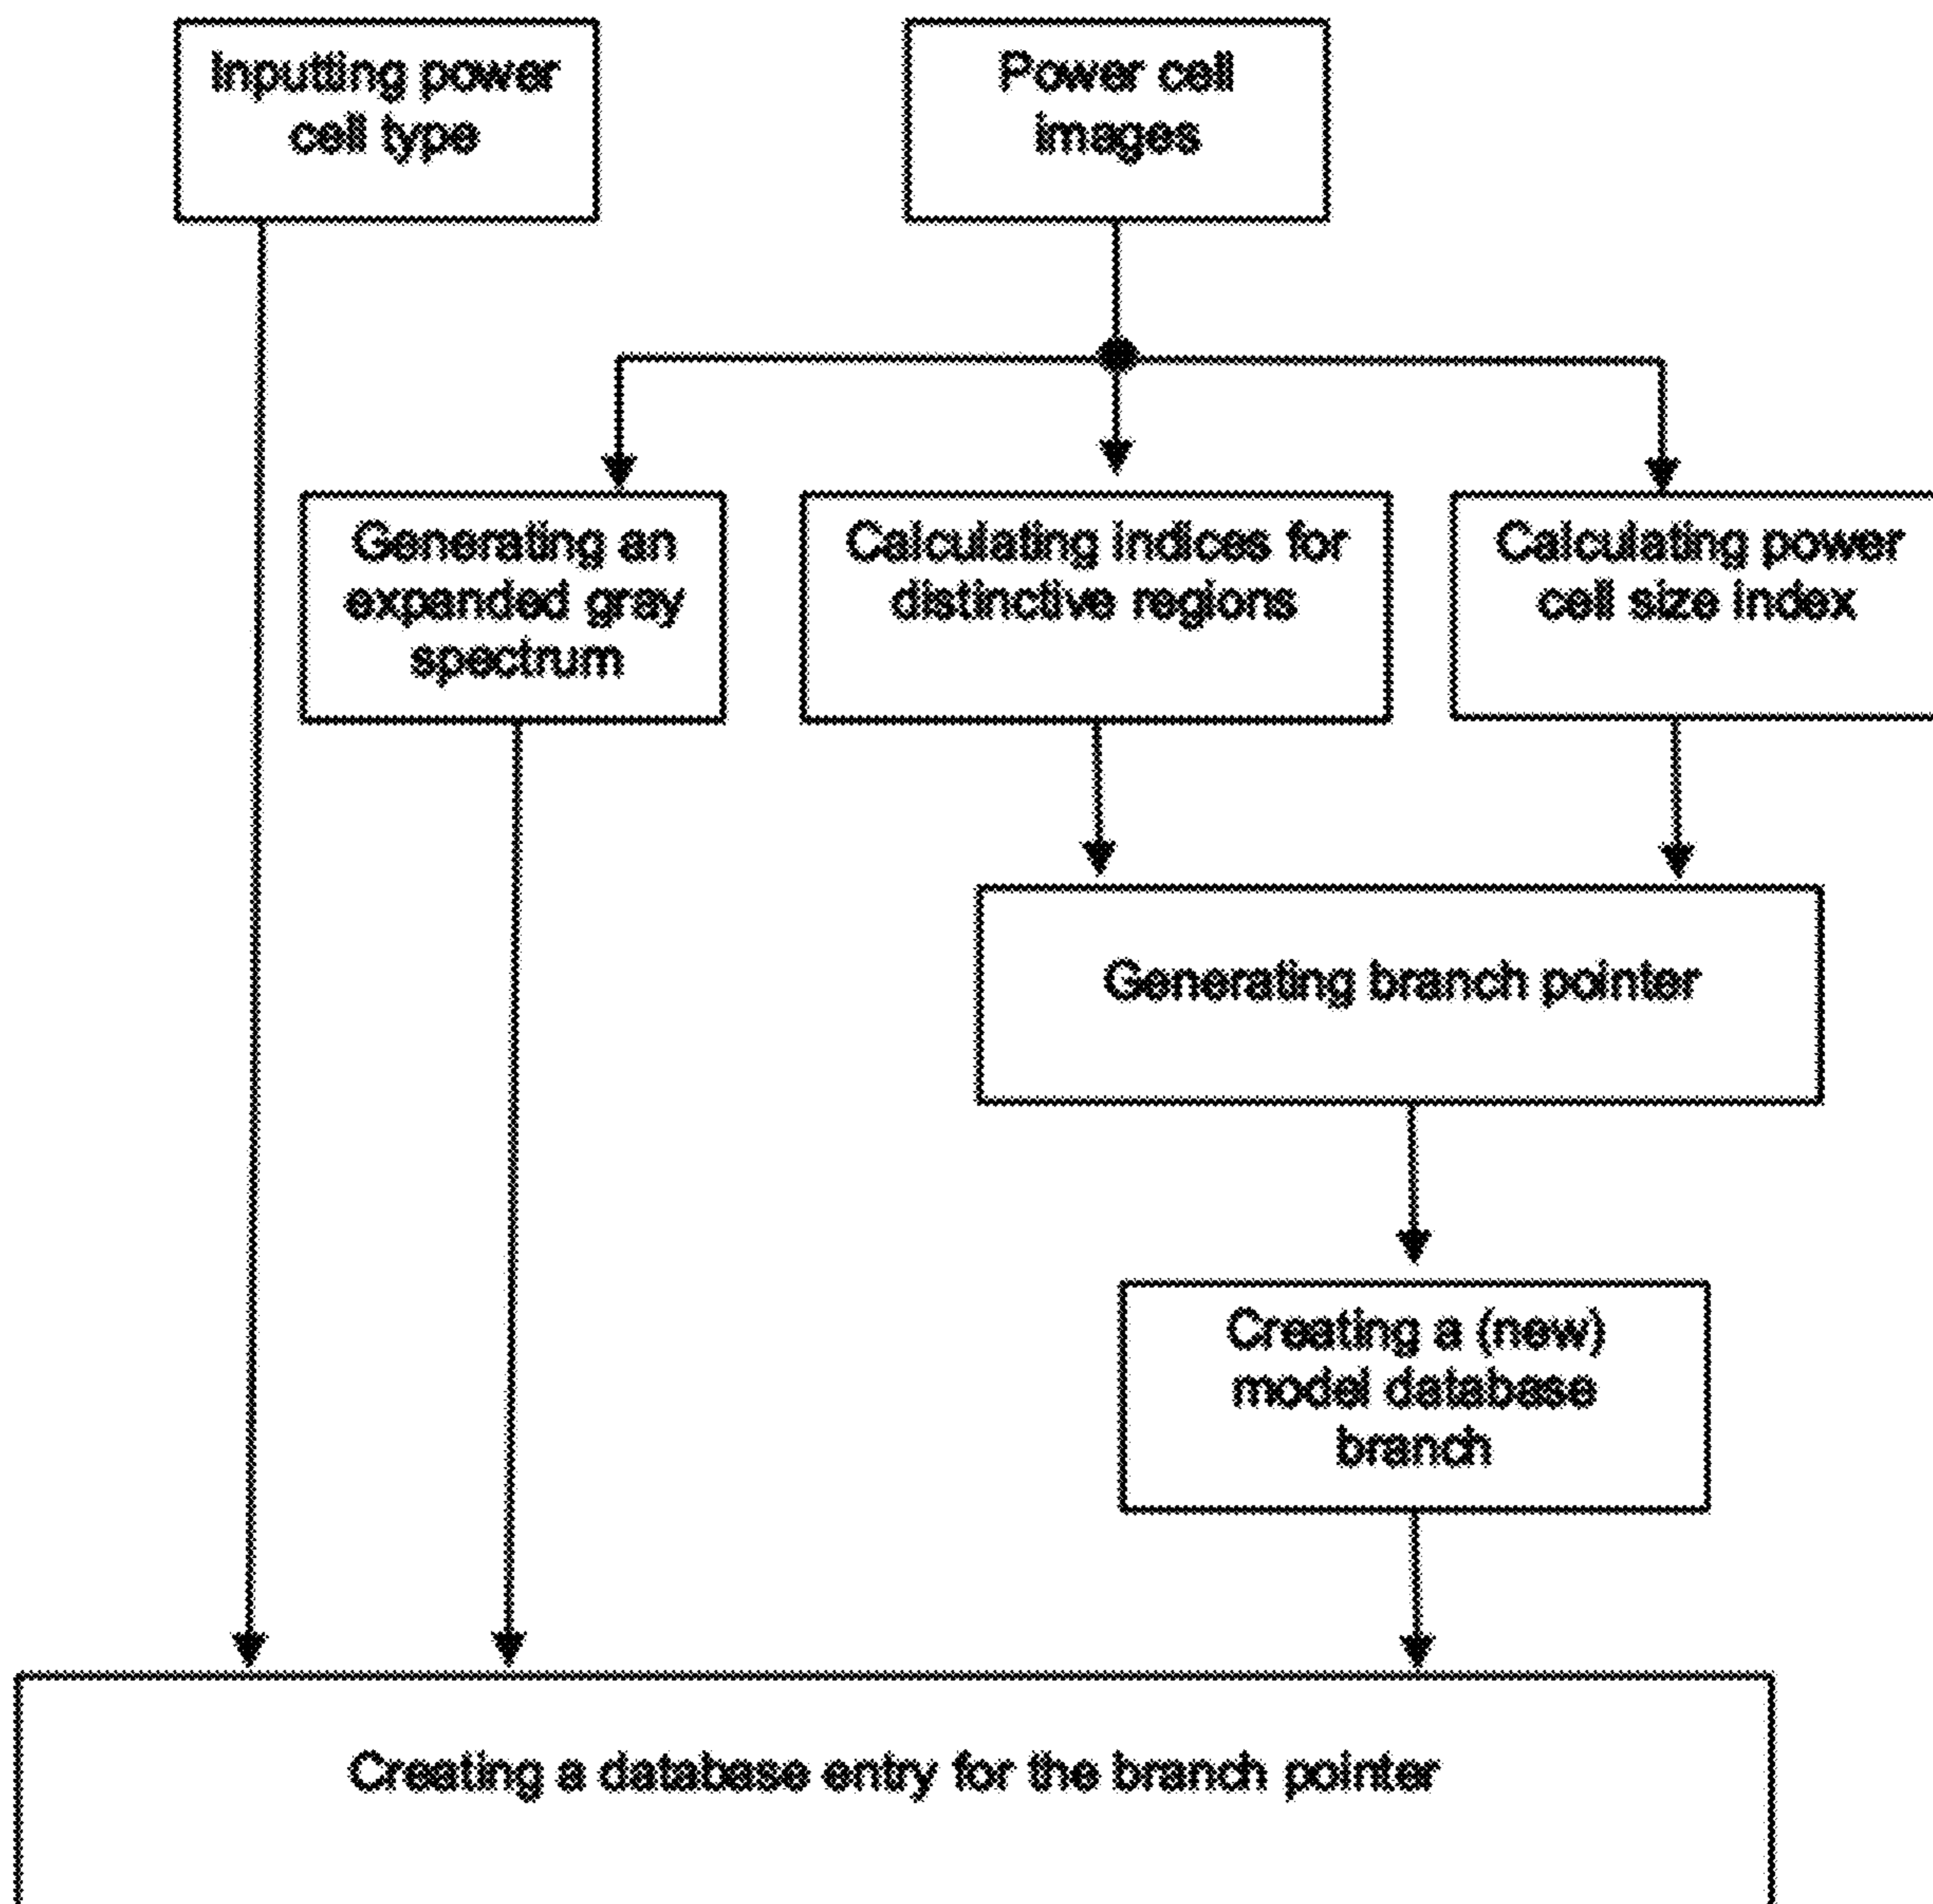 Inputting power
cell type
Power cell
images
Generating an
expanded gray
spectrum
Calculating indices for
distinctive regions
Calculating power
cell size index
Generating branch pointer
Creating a (new)
model database
branch
Creating a database entry for the branch pointer